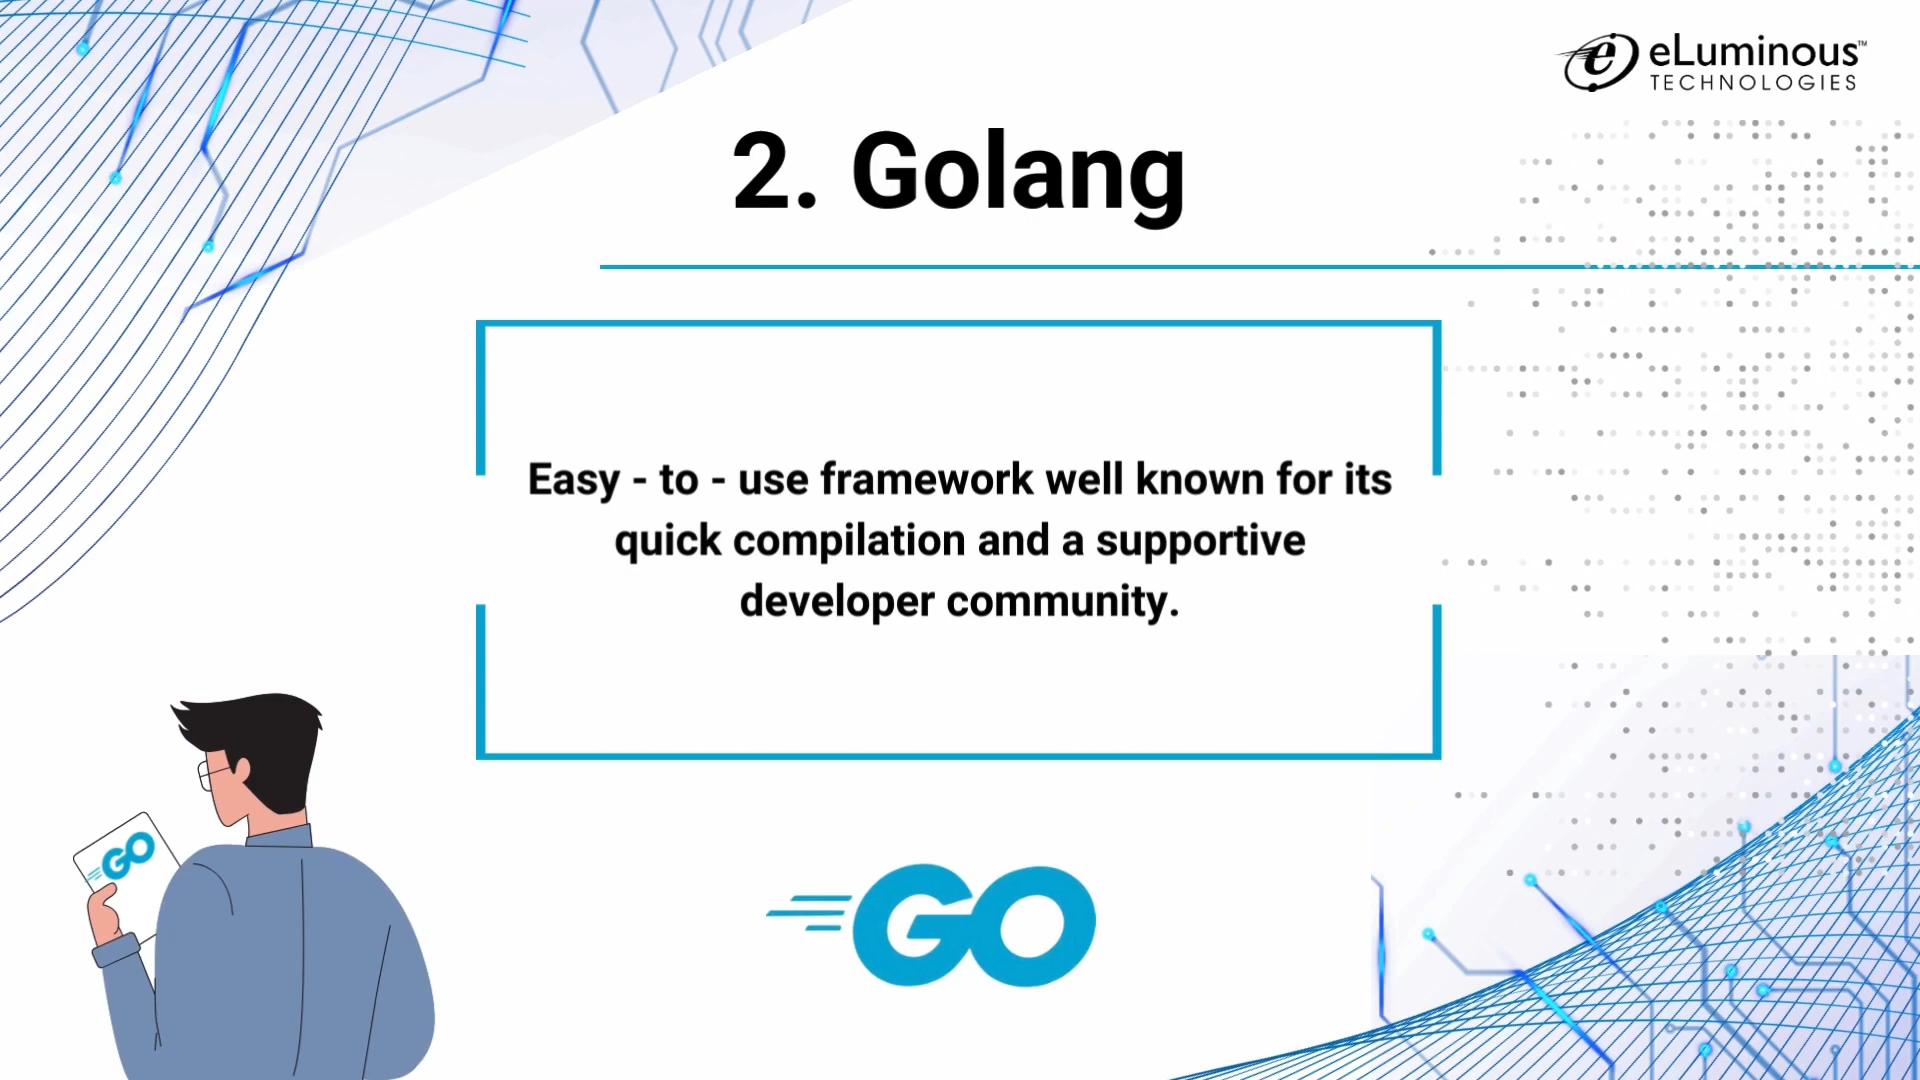 eLuminous™
TECHNOLOGIES
2. Golang
Easy - to - use framework well known for its
quick compilation and a supportive
developer community.
GO
GO